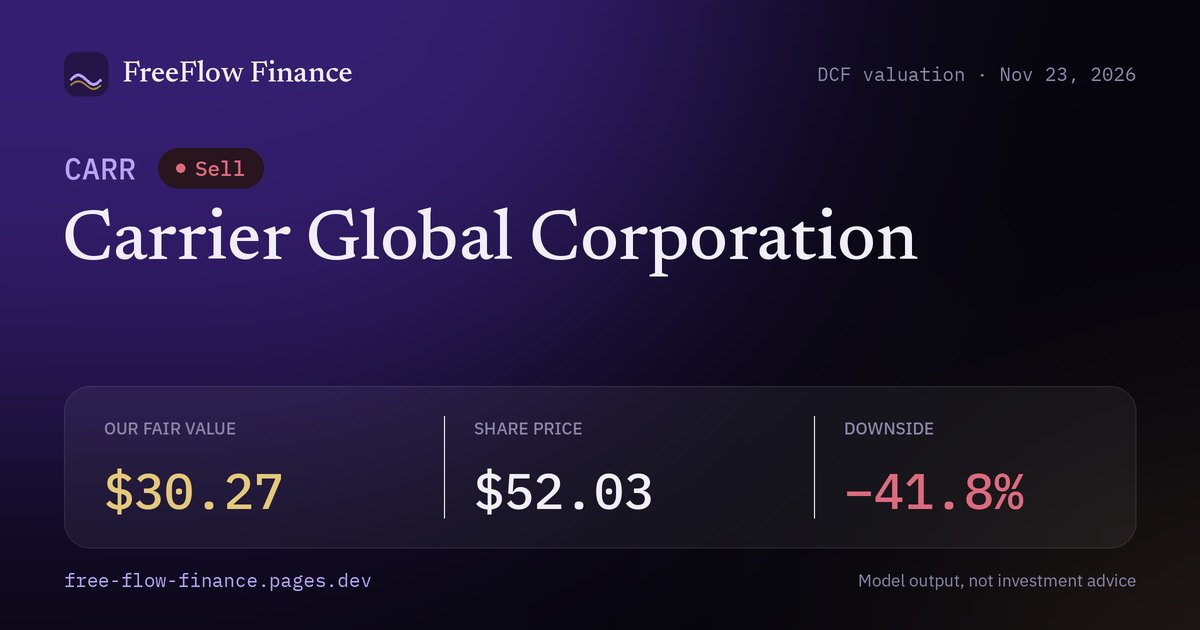 FreeFlow Finance
DCF valuation · Nov 23, 2026
CARR
Sell
Carrier Global Corporation
OUR FAIR VALUE
$30.27
SHARE PRICE
$52.03
DOWNSIDE
−41.8%
free-flow-finance.pages.dev
Model output, not investment advice